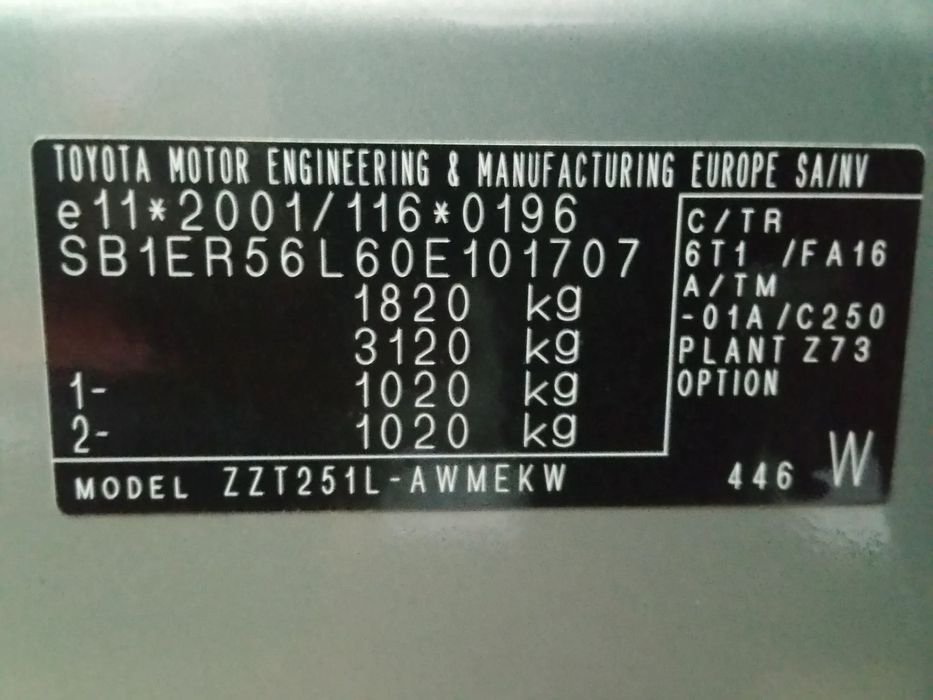 TOYOTA MOTOR ENGINEERING & MANUFACTURING EUROPE SA/NV
e11*2001/116*0196
SB1ER56L60E101707
1820 kg
3120 kg
1- 1020 kg
2- 1020 kg
C/TR
6T1 /FA16
A/TM
-01A/C250
PLANT Z73
OPTION
MODEL ZZT251L-AWMEKW
446 W